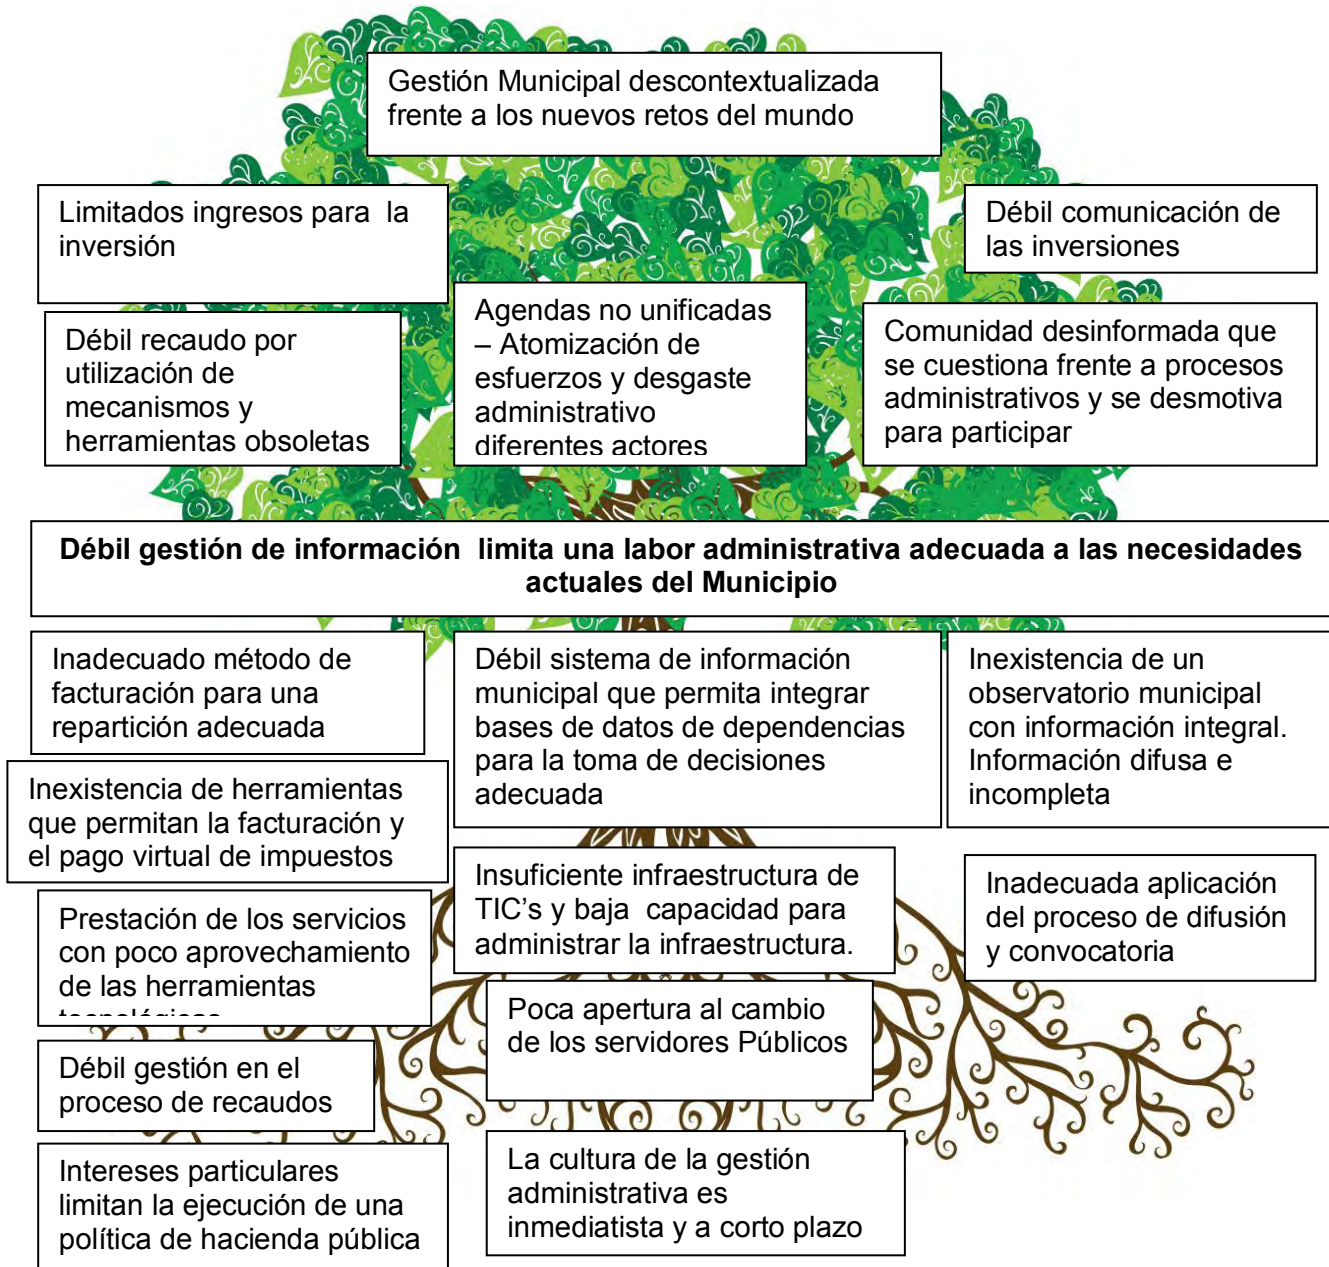 Gestión Municipal descontextualizada
frente a los nuevos retos del mundo
Limitados ingresos para la
inversión
Débil comunicación de
las inversiones
Débil recaudo por
utilización de
mecanismos y
herramientas obsoletas
Agendas no unificadas
– Atomización de
esfuerzos y desgaste
administrativo
diferentes actores
Comunidad desinformada que
se cuestiona frente a procesos
administrativos y se desmotiva
para participar
Débil gestión de información limita una labor administrativa adecuada a las necesidades
actuales del Municipio
Inadecuado método de
facturación para una
repartición adecuada
Débil sistema de información
municipal que permita integrar
bases de datos de dependencias
para la toma de decisiones
adecuada
Inexistencia de un
observatorio municipal
con información integral.
Información difusa e
incompleta
Inexistencia de herramientas
que permitan la facturación y
el pago virtual de impuestos
Insuficiente infraestructura de
TIC’s y baja capacidad para
administrar la infraestructura.
Inadecuada aplicación
del proceso de difusión
y convocatoria
Prestación de los servicios
con poco aprovechamiento
de las herramientas
tecnológicas
Poca apertura al cambio
de los servidores Públicos
Débil gestión en el
proceso de recaudos
La cultura de la gestión
administrativa es
inmediatista y a corto plazo
Intereses particulares
limitan la ejecución de una
política de hacienda pública